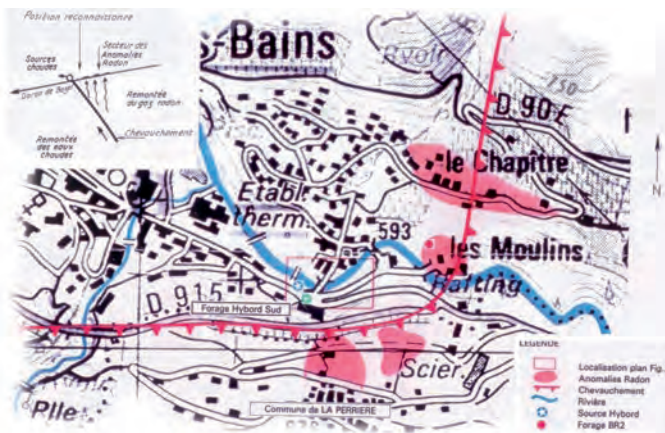 Position reconnaissance
Sources chaudes
Secteur des
Anomalies
Radon
Remontée
du gaz radon
Chevauchement
Remontée
des eaux
chaudes
s-Bains
750
D. 90 E
le Chapitre
Etabl.
therm.
593
les Moulins
Rafting
D. 915
Forage Hybord Sud
Scier.
Plle
Commune de LA PERRIERE
N
LEGENDE
Localisation plan Fig.
Anomalies Radon
Chevauchement
Rivière
Source Hybord
Forage BR2